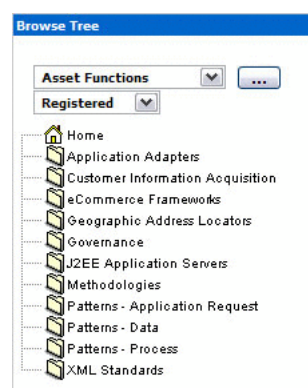 Browse Tree
Asset Functions
...
Registered
Home
Application Adapters
Customer Information Acquisition
eCommerce Frameworks
Geographic Address Locators
Governance
J2EE Application Servers
Methodologies
Patterns - Application Request
Patterns - Data
Patterns - Process
XML Standards